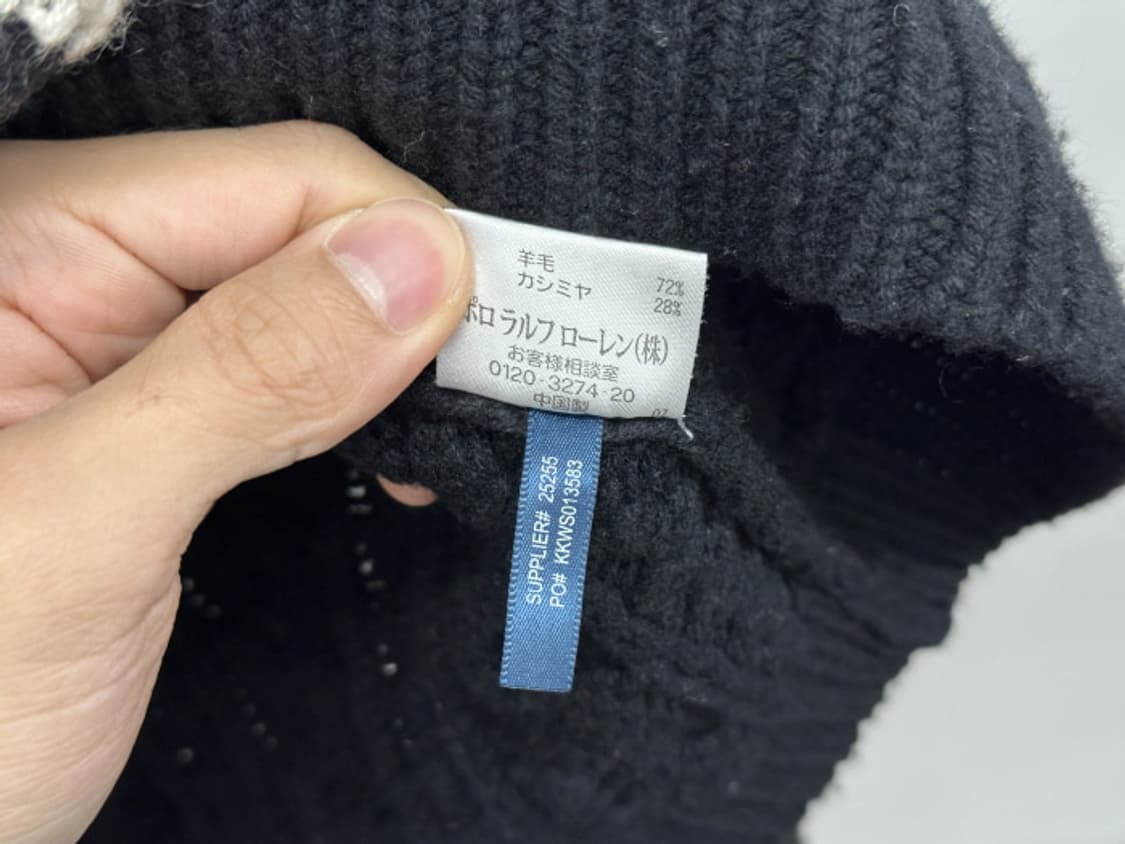 羊毛 72%
カシミヤ 28%
ポロ ラルフ ローレン(株)
お客様相談室
0120-3274-20
中国製 07
SUPPLIER# 25255
PO# KKWS013583